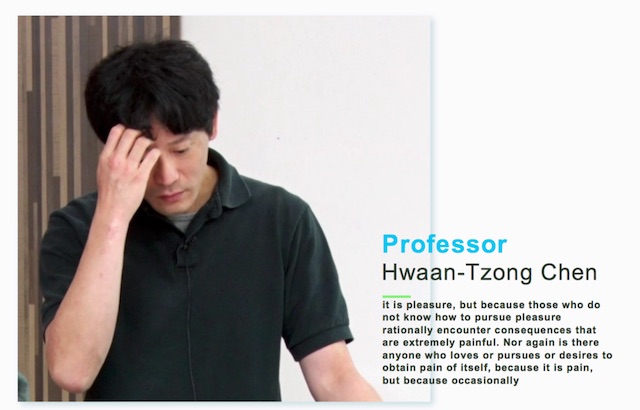 Professor
Hwaan-Tzong Chen
it is pleasure, but because those who do
not know how to pursue pleasure
rationally encounter consequences that
are extremely painful. Nor again is there
anyone who loves or pursues or desires to
obtain pain of itself, because it is pain,
but because occasionally